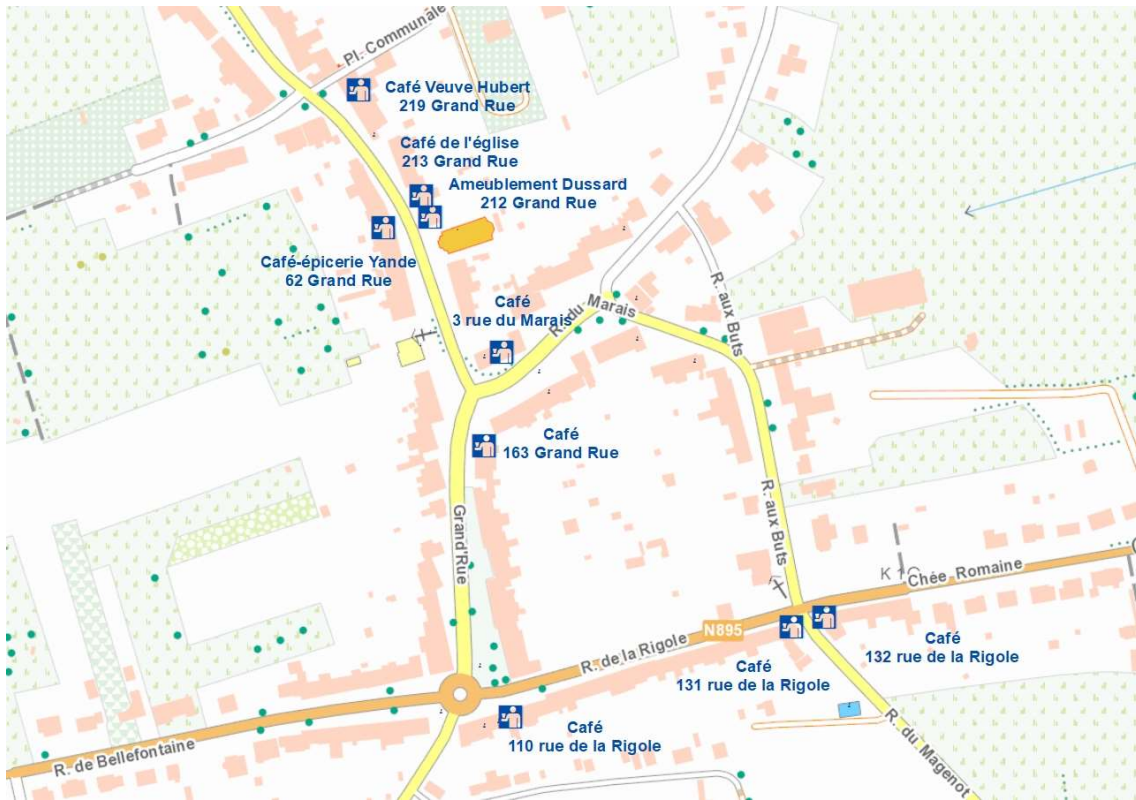 Pl. Communale
Café Veuve Hubert
219 Grand Rue
Café de l'église
213 Grand Rue
Ameublement Dussard
212 Grand Rue
Café-épicerie Yande
62 Grand Rue
Café
3 rue du Marais
R. du Marais
R. aux Buts
Café
163 Grand Rue
Grand'Rue
R. aux Buts
Chée Romaine
N895
R. de la Rigole
Café
132 rue de la Rigole
Café
131 rue de la Rigole
Café
110 rue de la Rigole
R. de Bellefontaine
R. du Magenot